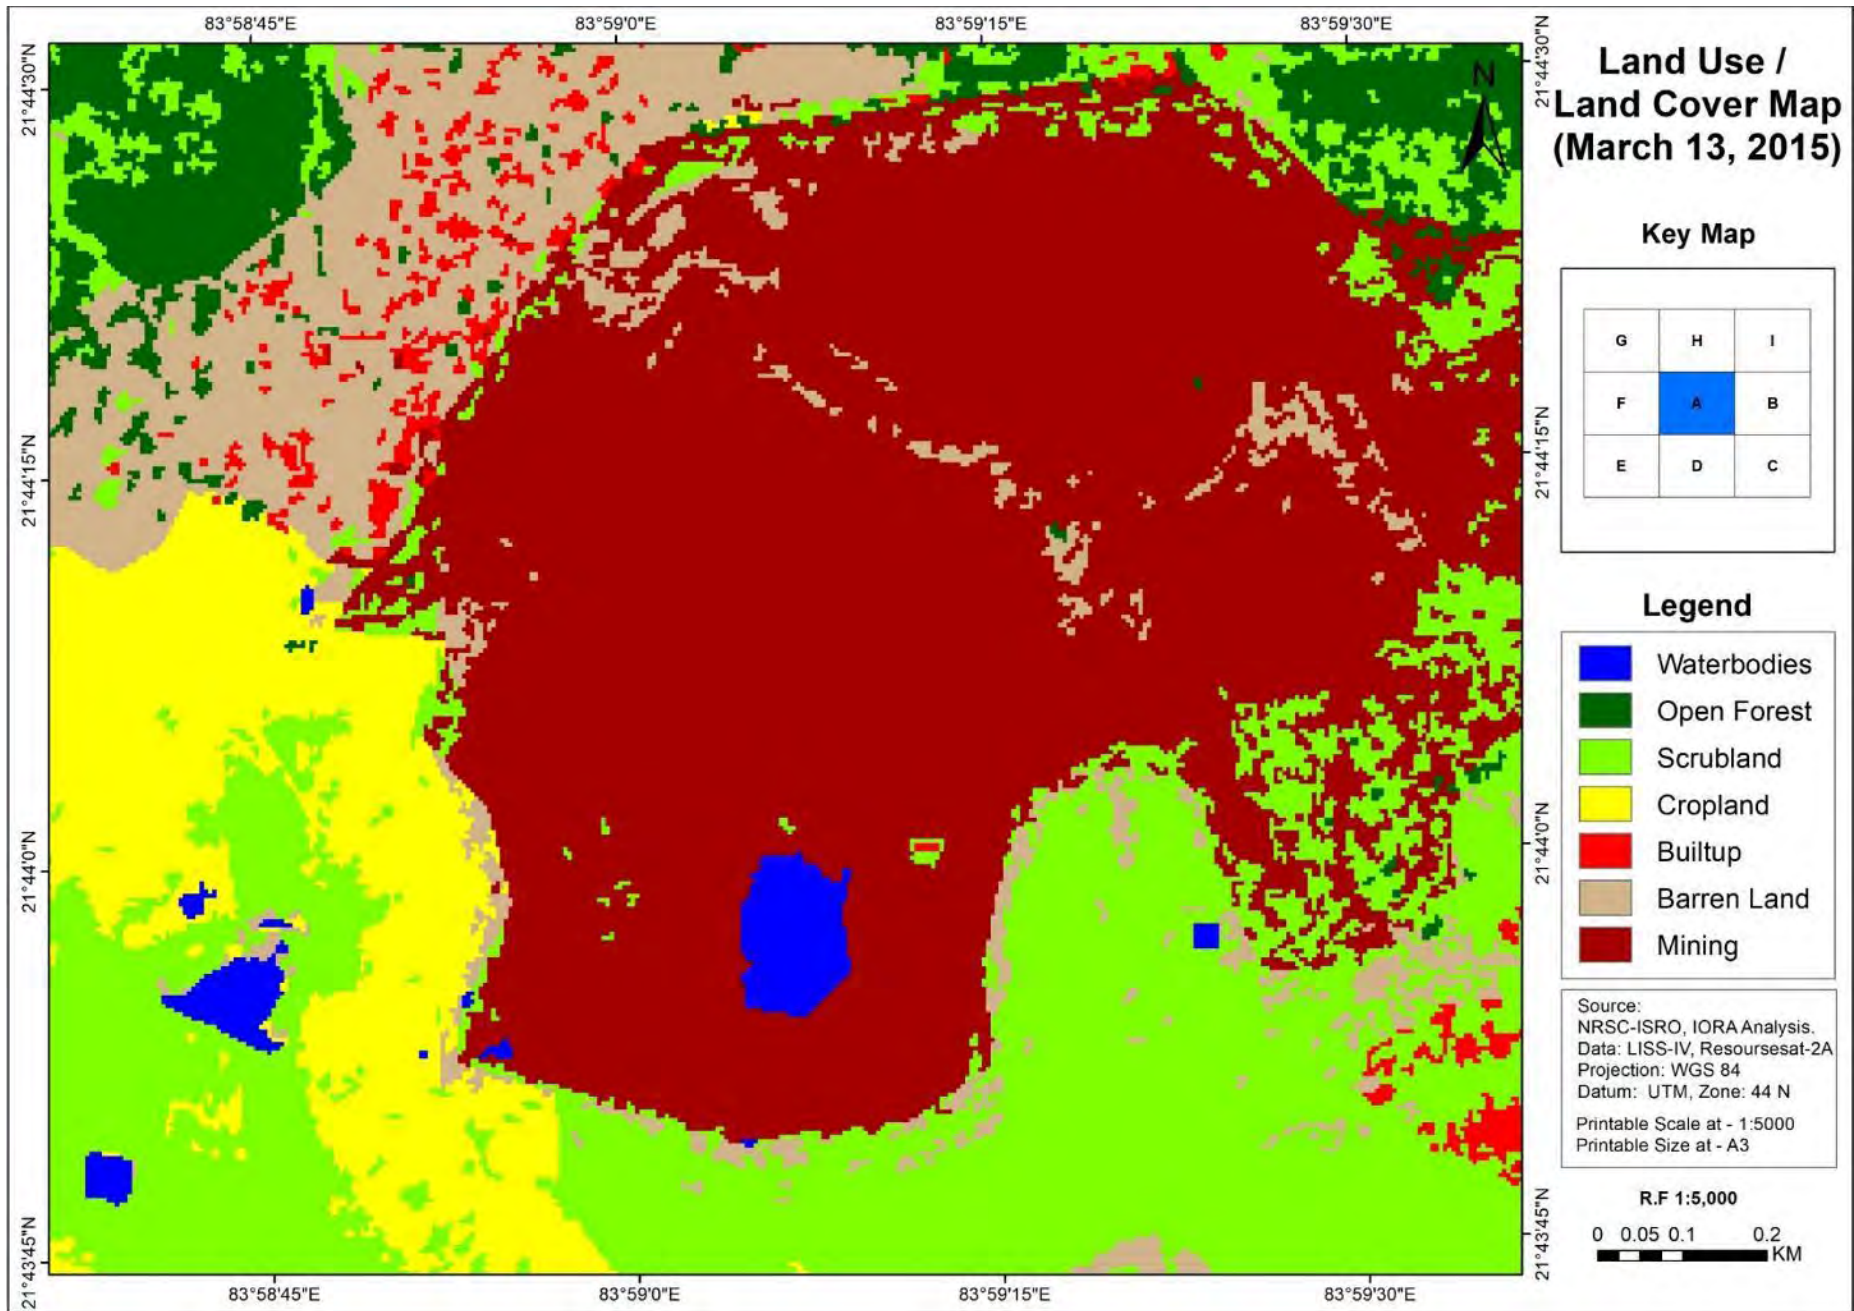 83°58'45"E 83°59'0"E 83°59'15"E 83°59'30"E
21°44'30"N
21°44'15"N
21°44'0"N
21°43'45"N
N
21°44'30"N
21°44'15"N
21°44'0"N
21°43'45"N
83°58'45"E 83°59'0"E 83°59'15"E 83°59'30"E
Land Use /
Land Cover Map
(March 13, 2015)
Key Map
G H I
F A B
E D C
Legend
Waterbodies
Open Forest
Scrubland
Cropland
Builtup
Barren Land
Mining
Source:
NRSC-ISRO, IORA Analysis.
Data: LISS-IV, Resoursesat-2A
Projection: WGS 84
Datum: UTM, Zone: 44 N
Printable Scale at - 1:5000
Printable Size at - A3
R.F 1:5,000
0 0.05 0.1 0.2
KM